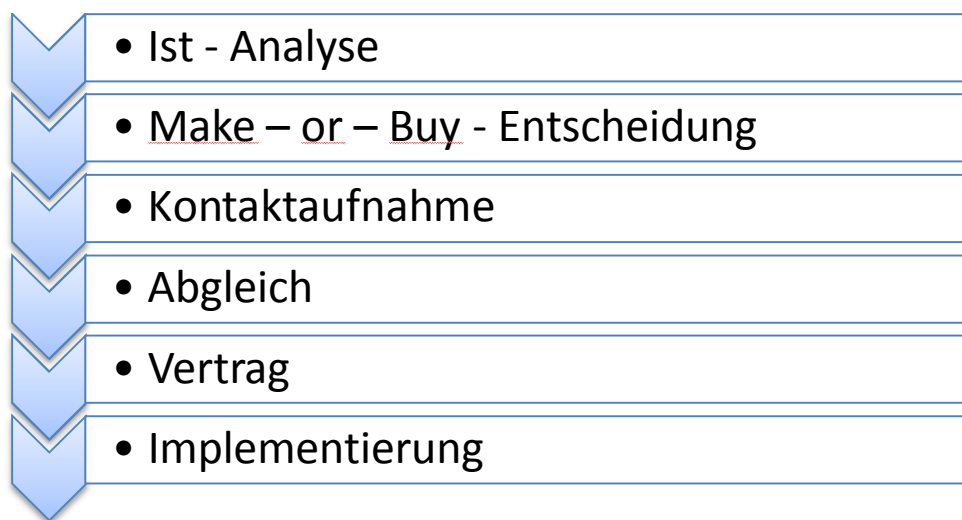 • Ist - Analyse
• Make – or – Buy - Entscheidung
• Kontaktaufnahme
• Abgleich
• Vertrag
• Implementierung